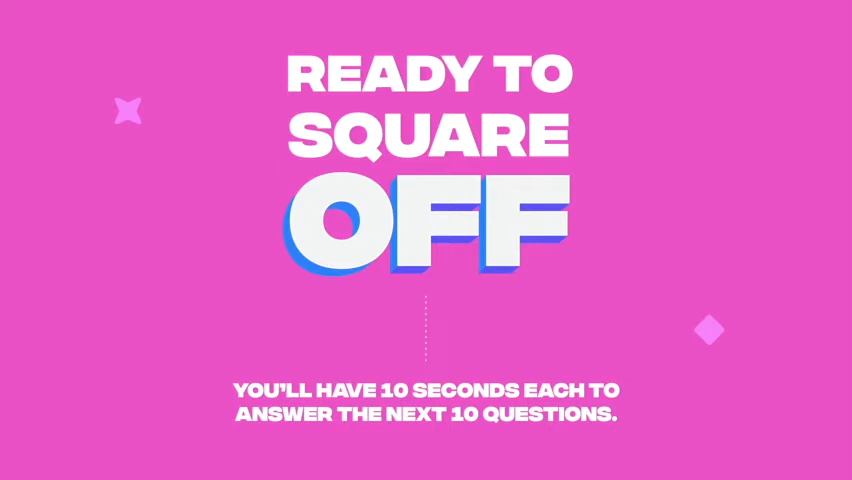 READY TO
SQUARE
OFF
YOU'LL HAVE 10 SECONDS EACH TO
ANSWER THE NEXT 10 QUESTIONS.